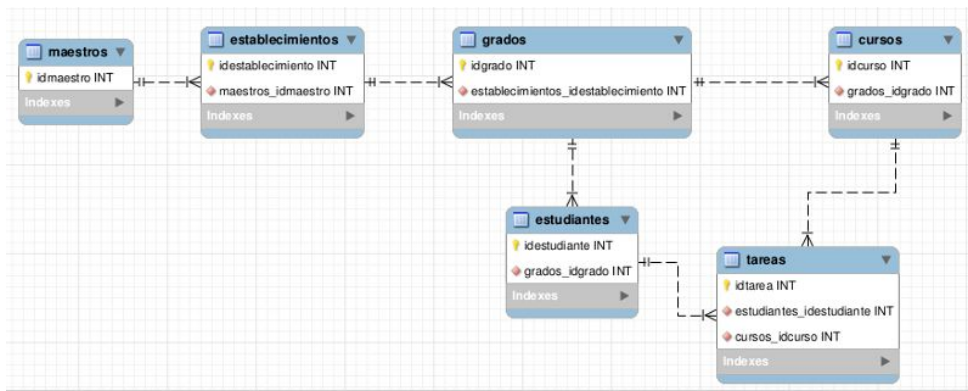 maestros
idmaestro INT
Indexes
establecimientos
idestablecimiento INT
maestros_idmaestro INT
Indexes
grados
idgrado INT
establecimientos_idestablecimiento INT
Indexes
cursos
idcurso INT
grados_idgrado INT
Indexes
estudiantes
idestudiante INT
grados_idgrado INT
Indexes
tareas
idtarea INT
estudiantes_idestudiante INT
cursos_idcurso INT
Indexes